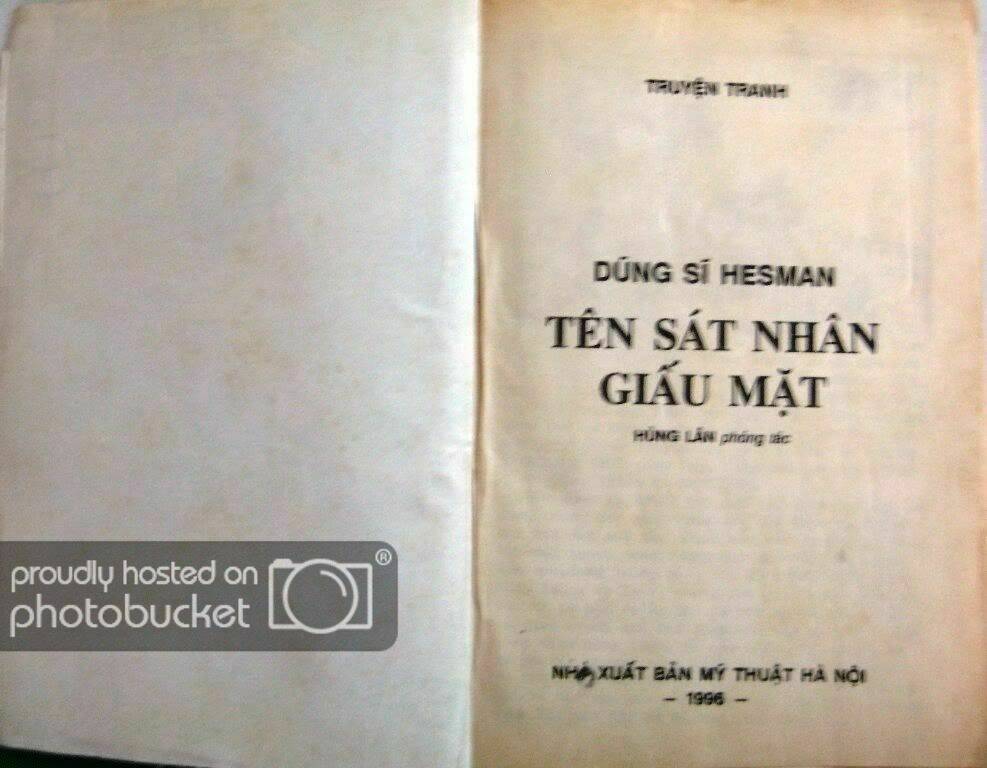 TRUYỆN TRANH
DŨNG SĨ HESMAN
TÊN SÁT NHÂN
GIẤU MẶT
HÙNG LÂN phóng tác
NHÀ XUẤT BẢN MỸ THUẬT HÀ NỘI
– 1996 –
proudly hosted on
photobucket®